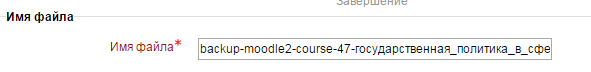 Завершение
Имя файла
Имя файла*
backup-moodle2-course-47-государственная_политика_в_сфе